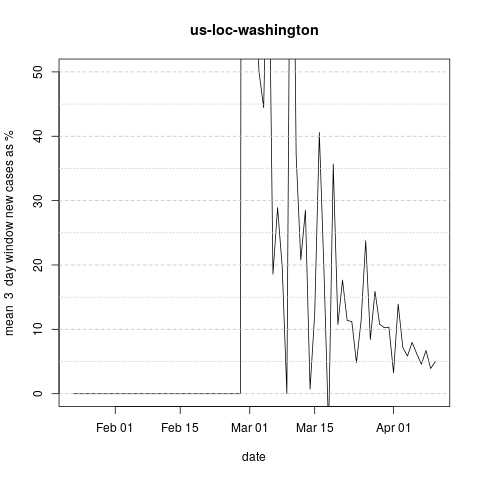 us-loc-washington
mean 3 day window new cases as %
50
40
30
20
10
0
Feb 01 Feb 15 Mar 01 Mar 15 Apr 01
date